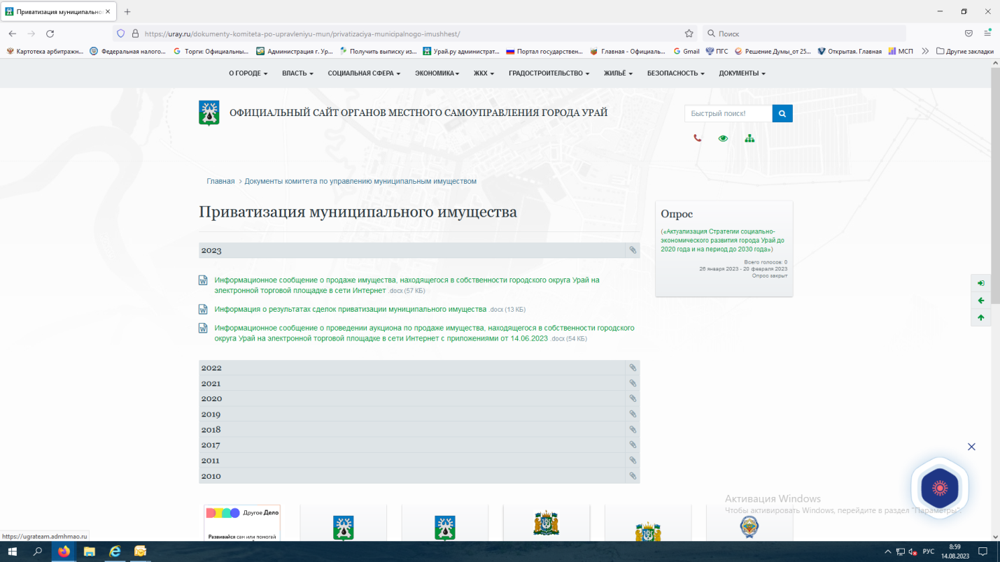 Приватизация муниципально
https://uray.ru/dokumenty-komiteta-po-upravleniyu-mun/privatizaciya-municipalnogo-imushhest/
Поиск
Картотека арбитражн...
Федеральная налого...
Торги: Официальны...
Администрация г. Ур...
Получить выписку из...
Урай.ру администрат...
Портал государствен...
Главная - Официаль...
Gmail
ПГС
Решение Думы_от 25...
Открытая. Главная
МСП
Другие закладки
О ГОРОДЕ
ВЛАСТЬ
СОЦИАЛЬНАЯ СФЕРА
ЭКОНОМИКА
ЖКХ
ГРАДОСТРОИТЕЛЬСТВО
ЖИЛЬЁ
БЕЗОПАСНОСТЬ
ДОКУМЕНТЫ
ОФИЦИАЛЬНЫЙ САЙТ ОРГАНОВ МЕСТНОГО САМОУПРАВЛЕНИЯ ГОРОДА УРАЙ
Быстрый поиск!
Главная > Документы комитета по управлению муниципальным имуществом
Приватизация муниципального имущества
2023
Информационное сообщение о продаже имущества, находящегося в собственности городского округа Урай на
электронной торговой площадке в сети Интернет .docx (57 КБ)
Информация о результатах сделок приватизации муниципального имущества .docx (13 КБ)
Информационное сообщение о проведении аукциона по продаже имущества, находящегося в собственности городского
округа Урай на электронной торговой площадке в сети Интернет с приложениями от 14.06.2023 .docx (54 КБ)
2022
2021
2020
2019
2018
2017
2011
2010
Опрос
(«Актуализация Стратегии социально-
экономического развития города Урай до
2020 года и на период до 2030 года»)
Всего голосов: 0
26 января 2023 - 20 февраля 2023
Опрос закрыт
Другое Дело
Развивайся сам или помогай
Активация Windows
Чтобы активировать Windows, перейдите в раздел "Параметры".
https://ugrateam.admhmao.ru
РУС
8:59
14.08.2023